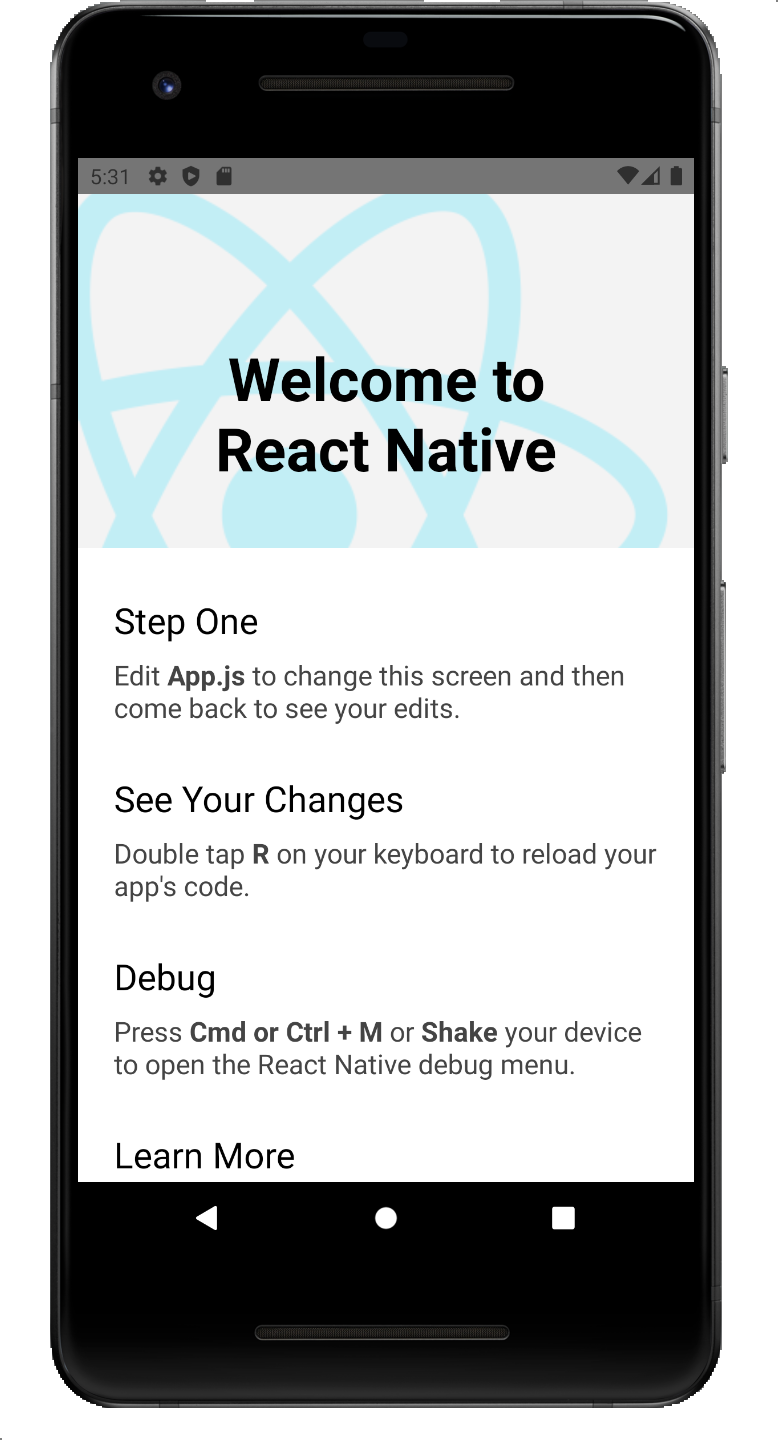 5:31
Welcome to
React Native
Step One
Edit App.js to change this screen and then
come back to see your edits.
See Your Changes
Double tap R on your keyboard to reload your
app's code.
Debug
Press Cmd or Ctrl + M or Shake your device
to open the React Native debug menu.
Learn More